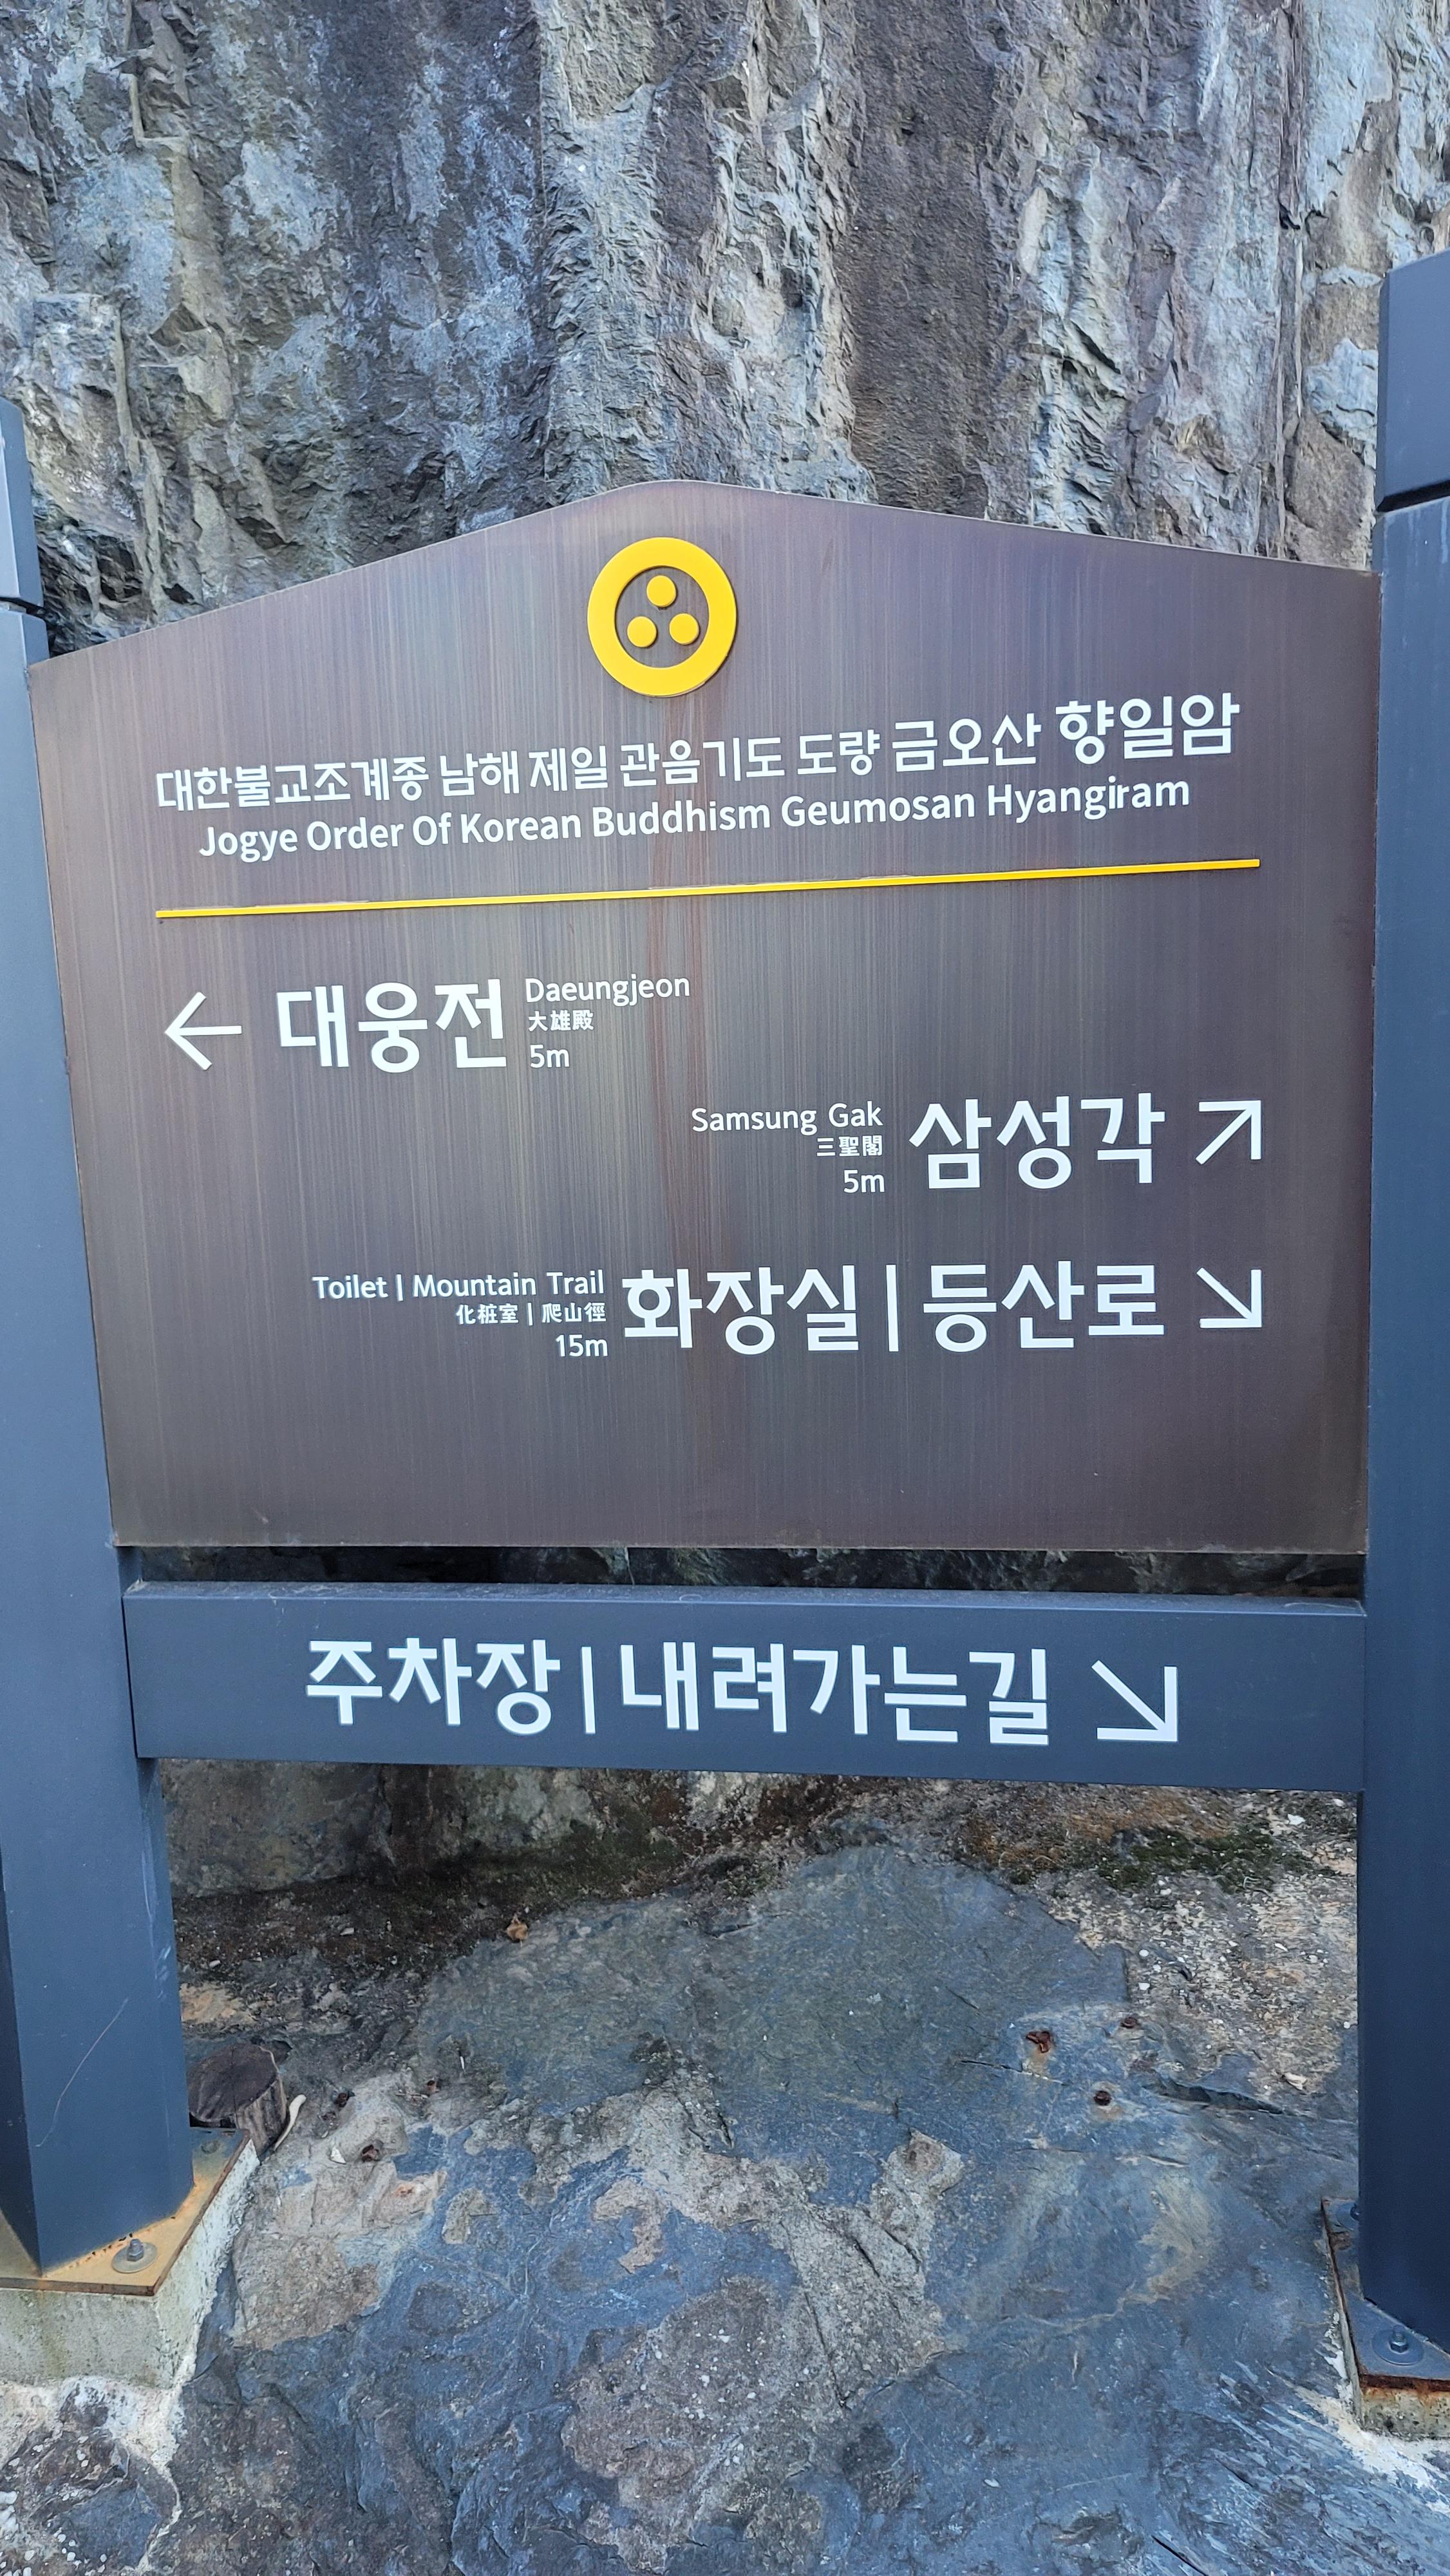 대한불교조계종 남해 제일 관음기도 도량 금오산 향일암
Jogye Order Of Korean Buddhism Geumosan Hyangiram
← 대웅전 Daeungjeon
大雄殿
5m
Samsung Gak 삼성각 ↗
三聖閣
5m
Toilet | Mountain Trail 화장실 | 등산로 ↘
化粧室 | 爬山徑
15m
주차장 | 내려가는길 ↘